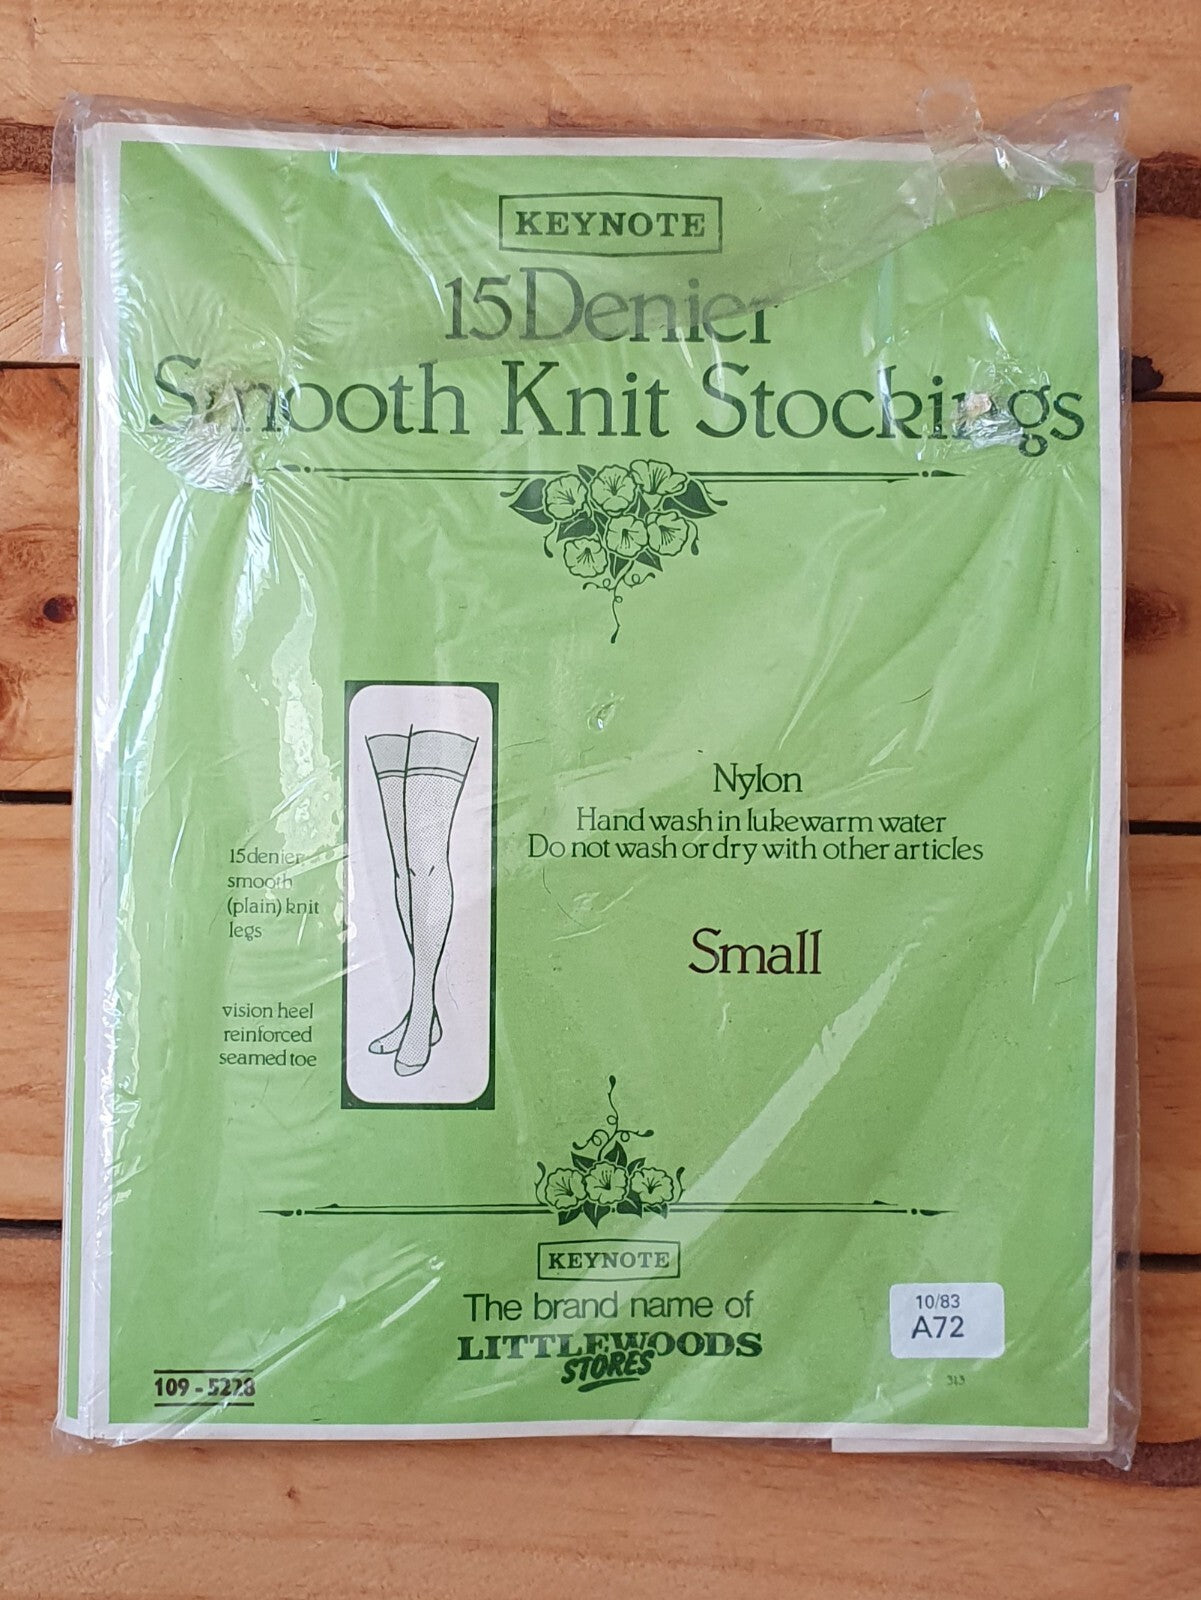 KEYNOTE
15 Denier
Smooth Knit Stockings
Nylon
Hand wash in lukewarm water
Do not wash or dry with other articles
15 denier
smooth
(plain) knit
legs
Small
vision heel
reinforced
seamed toe
KEYNOTE
The brand name of
LITTLEWOODS
STORES
10/83
A72
109 - 5228
313